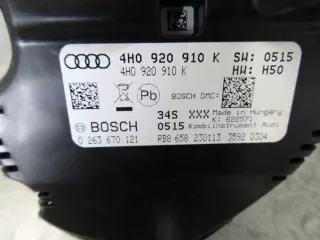 4H0 920 910 K SW: 0515
4H0 920 910 K HW: H50
Pb BOSCH DMC:
34S XXX Made in Hungary
K: 622571
BOSCH 0515 Kombiinstrument Audi
0 263 670 121 RB8 658 230113 3592 0304